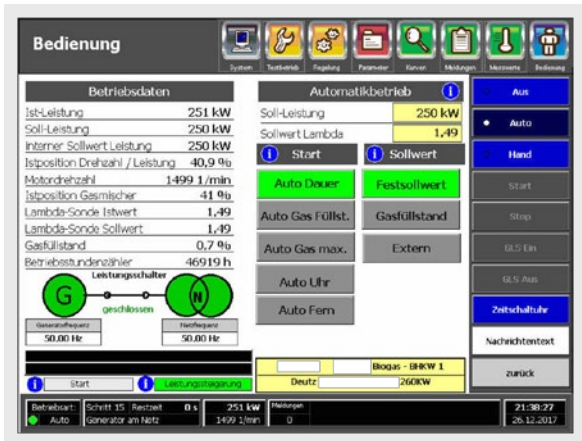 Bedienung
System Testbetrieb Regelung Parameter Kurven Meldungen Messwerte Bedienung
Betriebsdaten
Ist-Leistung 251 kW
Soll-Leistung 250 kW
Interner Sollwert Leistung 250 kW
Istposition Drehzahl / Leistung 40,9 %
Motordrehzahl 1499 1/min
Istposition Gasmischer 41 %
Lambda-Sonde Istwert 1,49
Lambda-Sonde Sollwert 1,49
Gasfüllstand 0,7 %
Betriebsstundenzähler 46919 h
Leistungsschalter
G N
geschlossen
Generatorfrequenz Netzfrequenz
50,00 Hz 50,00 Hz
i Start i Leistungsteigerung
Automatikbetrieb i
Soll-Leistung 250 kW
Sollwert Lambda 1,49
i Start i Sollwert
Auto Dauer Festsollwert
Auto Gas Füllst. Gasfüllstand
Auto Gas max. Extern
Auto Uhr
Auto Fern
Biogas - BHKW 1
Deutz 260KW
Aus
Auto
Hand
Start
Stop
GLS Ein
GLS Aus
Zeitschaltuhr
Nachrichtentext
zurück
Betriebsart: Schritt 15 Restzeit 0 s 251 kW Meldungen 21:38:27
Auto Generator am Netz 1499 1/min 0 26.12.2017